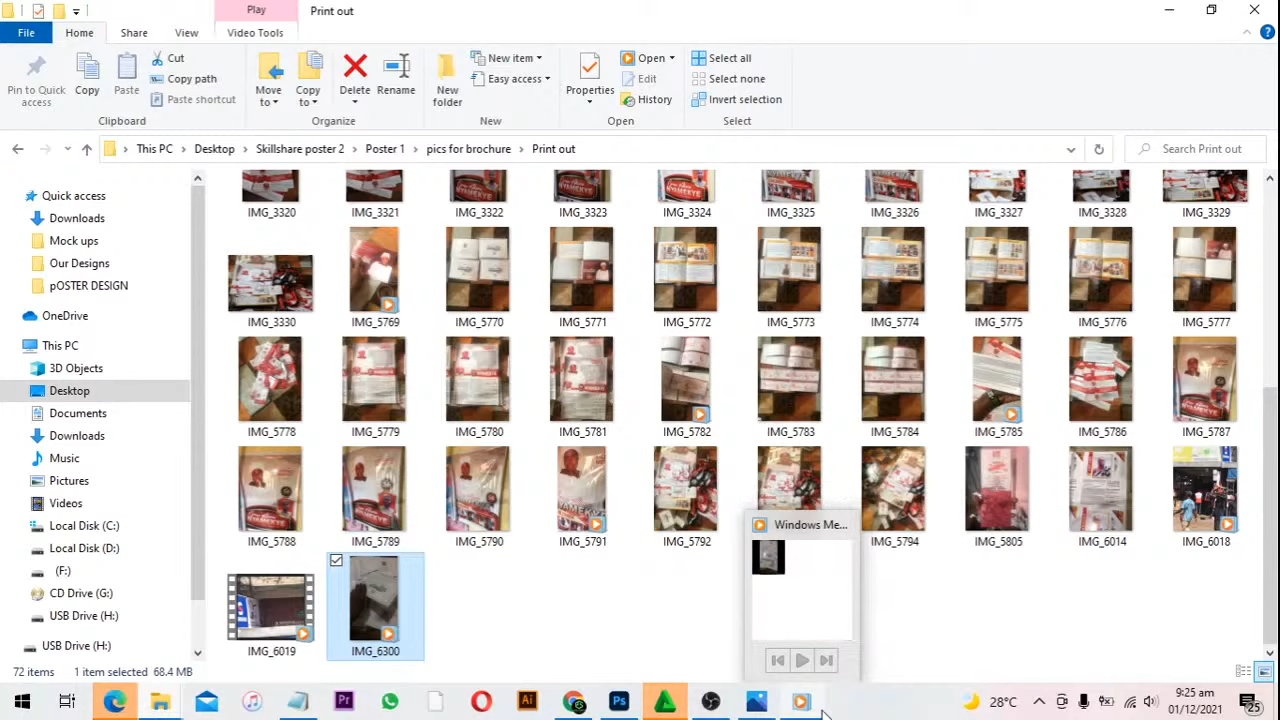 Play
Print out
File
Home
Share
View
Video Tools
Pin to Quick access
Copy
Paste
Cut
Copy path
Paste shortcut
Clipboard
Move to
Copy to
Delete
Rename
Organize
New folder
New item
Easy access
New
Properties
Open
Edit
History
Open
Select all
Select none
Invert selection
Select
This PC
Desktop
Skillshare poster 2
Poster 1
pics for brochure
Print out
Search Print out
Quick access
Downloads
Mock ups
Our Designs
pOSTER DESIGN
OneDrive
This PC
3D Objects
Desktop
Documents
Downloads
Music
Pictures
Videos
Local Disk (C:)
Local Disk (D:)
(F:)
CD Drive (G:)
USB Drive (H:)
USB Drive (H:)
IMG_3320 IMG_3321 IMG_3322 IMG_3323 IMG_3324 IMG_3325 IMG_3326 IMG_3327 IMG_3328 IMG_3329
IMG_3330 IMG_5769 IMG_5770 IMG_5771 IMG_5772 IMG_5773 IMG_5774 IMG_5775 IMG_5776 IMG_5777
IMG_5778 IMG_5779 IMG_5780 IMG_5781 IMG_5782 IMG_5783 IMG_5784 IMG_5785 IMG_5786 IMG_5787
IMG_5788 IMG_5789 IMG_5790 IMG_5791 IMG_5792 IMG_5794 IMG_5805 IMG_6014 IMG_6018
Windows Me...
IMG_6019 IMG_6300
72 items 1 item selected 68.4 MB
Pr
Ai
Ps
28°C
9:23 am
01/12/2021
25